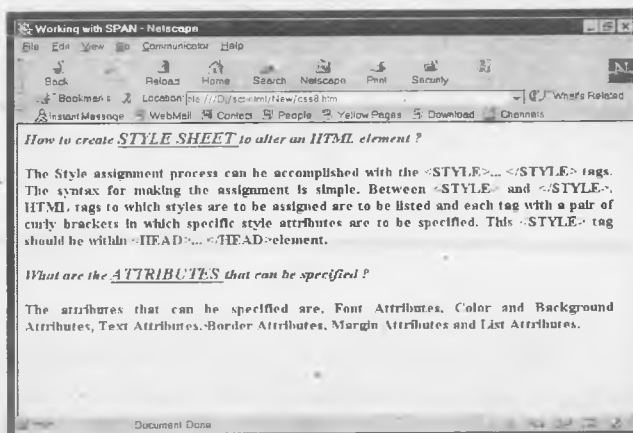 Working with SPAN - Netscape
File Edit View Go Communicator Help
Back Reload Home Search Netscape Print Security
Bookmarks Location: file:///D|/scs-html/New/css8.htm What's Related
Instant Message WebMail Contact People Yellow Pages Download Channels
How to create STYLE SHEET to alter an HTML element ?
The Style assignment process can be accomplished with the <STYLE>... </STYLE> tags.
The syntax for making the assignment is simple. Between <STYLE> and </STYLE>,
HTML tags to which styles are to be assigned are to be listed and each tag with a pair of
curly brackets in which specific style attributes are to be specified. This <STYLE> tag
should be within <HEAD>... </HEAD>element.
What are the ATTRIBUTES that can be specified ?
The attributes that can be specified are, Font Attributes, Color and Background
Attributes, Text Attributes, Border Attributes, Margin Attributes and List Attributes.
Document Done